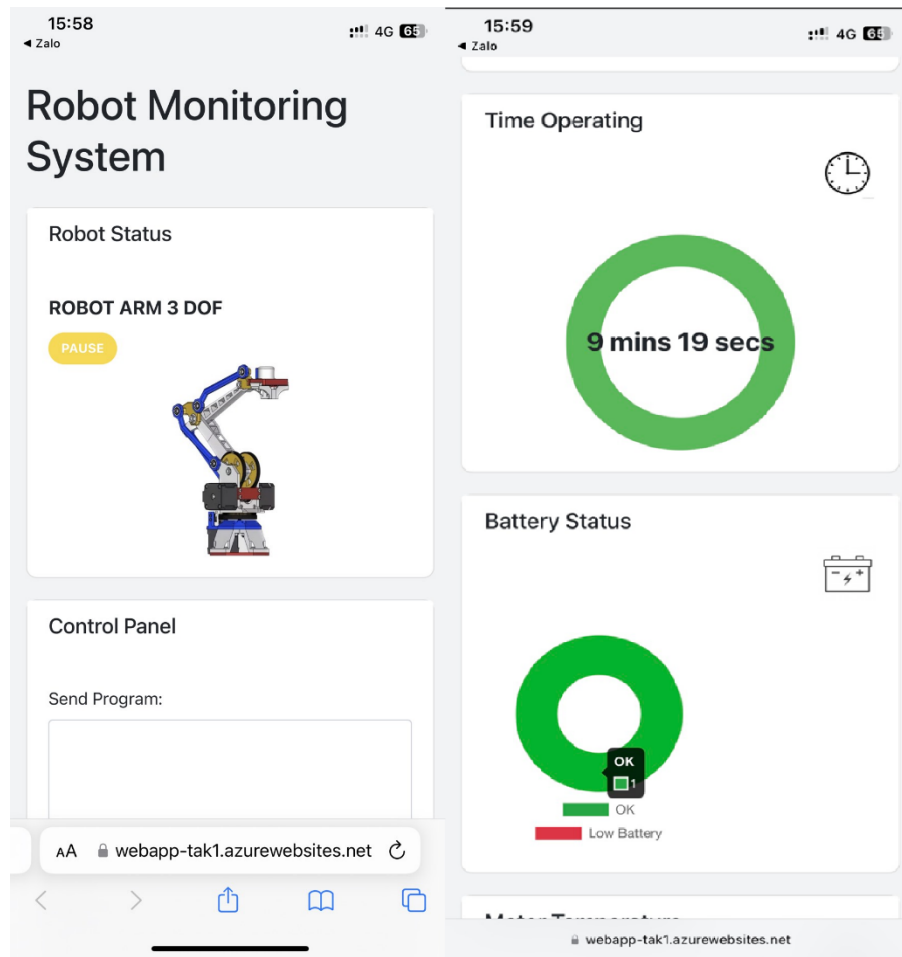 15:58
4G 65
◀ Zalo
Robot Monitoring
System
Robot Status
ROBOT ARM 3 DOF
PAUSE
Control Panel
Send Program:
AA webapp-tak1.azurewebsites.net
15:59
4G 65
◀ Zalo
Time Operating
9 mins 19 secs
Battery Status
OK
1
OK
Low Battery
Motor Temperature
webapp-tak1.azurewebsites.net